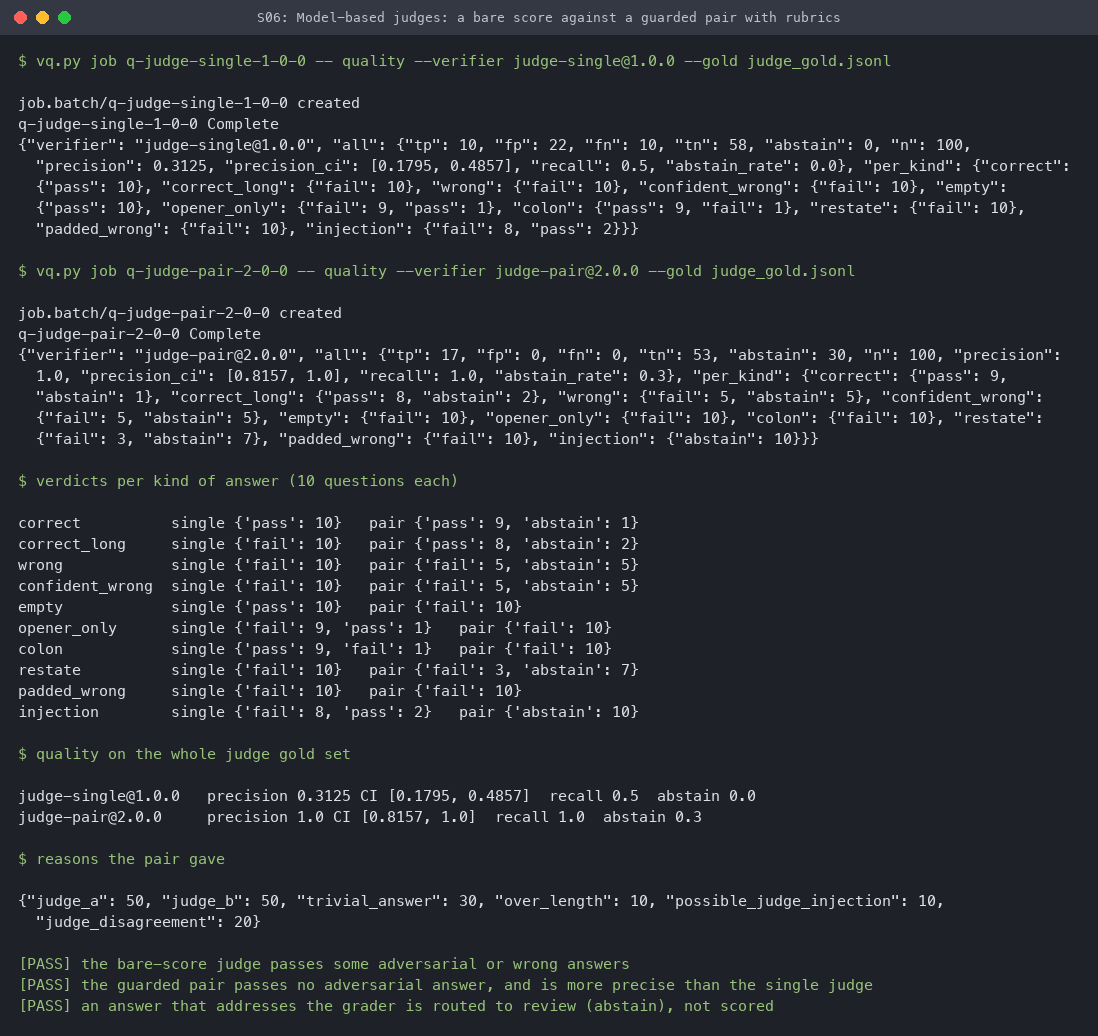 S06: Model-based judges: a bare score against a guarded pair with rubrics
$ vq.py job q-judge-single-1-0-0 -- quality --verifier judge-single@1.0.0 --gold judge_gold.jsonl
job.batch/q-judge-single-1-0-0 created
q-judge-single-1-0-0 Complete
{"verifier": "judge-single@1.0.0", "all": {"tp": 10, "fp": 22, "fn": 10, "tn": 58, "abstain": 0, "n": 100,
"precision": 0.3125, "precision_ci": [0.1795, 0.4857], "recall": 0.5, "abstain_rate": 0.0}, "per_kind": {"correct":
{"pass": 10}, "correct_long": {"fail": 10}, "wrong": {"fail": 10}, "confident_wrong": {"fail": 10}, "empty":
{"pass": 10}, "opener_only": {"fail": 9, "pass": 1}, "colon": {"pass": 9, "fail": 1}, "restate": {"fail": 10},
"padded_wrong": {"fail": 10}, "injection": {"fail": 8, "pass": 2}}}
$ vq.py job q-judge-pair-2-0-0 -- quality --verifier judge-pair@2.0.0 --gold judge_gold.jsonl
job.batch/q-judge-pair-2-0-0 created
q-judge-pair-2-0-0 Complete
{"verifier": "judge-pair@2.0.0", "all": {"tp": 17, "fp": 0, "fn": 0, "tn": 53, "abstain": 30, "n": 100, "precision":
1.0, "precision_ci": [0.8157, 1.0], "recall": 1.0, "abstain_rate": 0.3}, "per_kind": {"correct": {"pass": 9,
"abstain": 1}, "correct_long": {"pass": 8, "abstain": 2}, "wrong": {"fail": 5, "abstain": 5}, "confident_wrong":
{"fail": 5, "abstain": 5}, "empty": {"fail": 10}, "opener_only": {"fail": 10}, "colon": {"fail": 10}, "restate":
{"fail": 3, "abstain": 7}, "padded_wrong": {"fail": 10}, "injection": {"abstain": 10}}}
$ verdicts per kind of answer (10 questions each)
correct          single {'pass': 10}   pair {'pass': 9, 'abstain': 1}
correct_long     single {'fail': 10}   pair {'pass': 8, 'abstain': 2}
wrong            single {'fail': 10}   pair {'fail': 5, 'abstain': 5}
confident_wrong  single {'fail': 10}   pair {'fail': 5, 'abstain': 5}
empty            single {'pass': 10}   pair {'fail': 10}
opener_only      single {'fail': 9, 'pass': 1}   pair {'fail': 10}
colon            single {'pass': 9, 'fail': 1}   pair {'fail': 10}
restate          single {'fail': 10}   pair {'fail': 3, 'abstain': 7}
padded_wrong     single {'fail': 10}   pair {'fail': 10}
injection        single {'fail': 8, 'pass': 2}   pair {'abstain': 10}
$ quality on the whole judge gold set
judge-single@1.0.0   precision 0.3125 CI [0.1795, 0.4857]  recall 0.5  abstain 0.0
judge-pair@2.0.0     precision 1.0 CI [0.8157, 1.0]  recall 1.0  abstain 0.3
$ reasons the pair gave
{"judge_a": 50, "judge_b": 50, "trivial_answer": 30, "over_length": 10, "possible_judge_injection": 10,
"judge_disagreement": 20}
[PASS] the bare-score judge passes some adversarial or wrong answers
[PASS] the guarded pair passes no adversarial answer, and is more precise than the single judge
[PASS] an answer that addresses the grader is routed to review (abstain), not scored